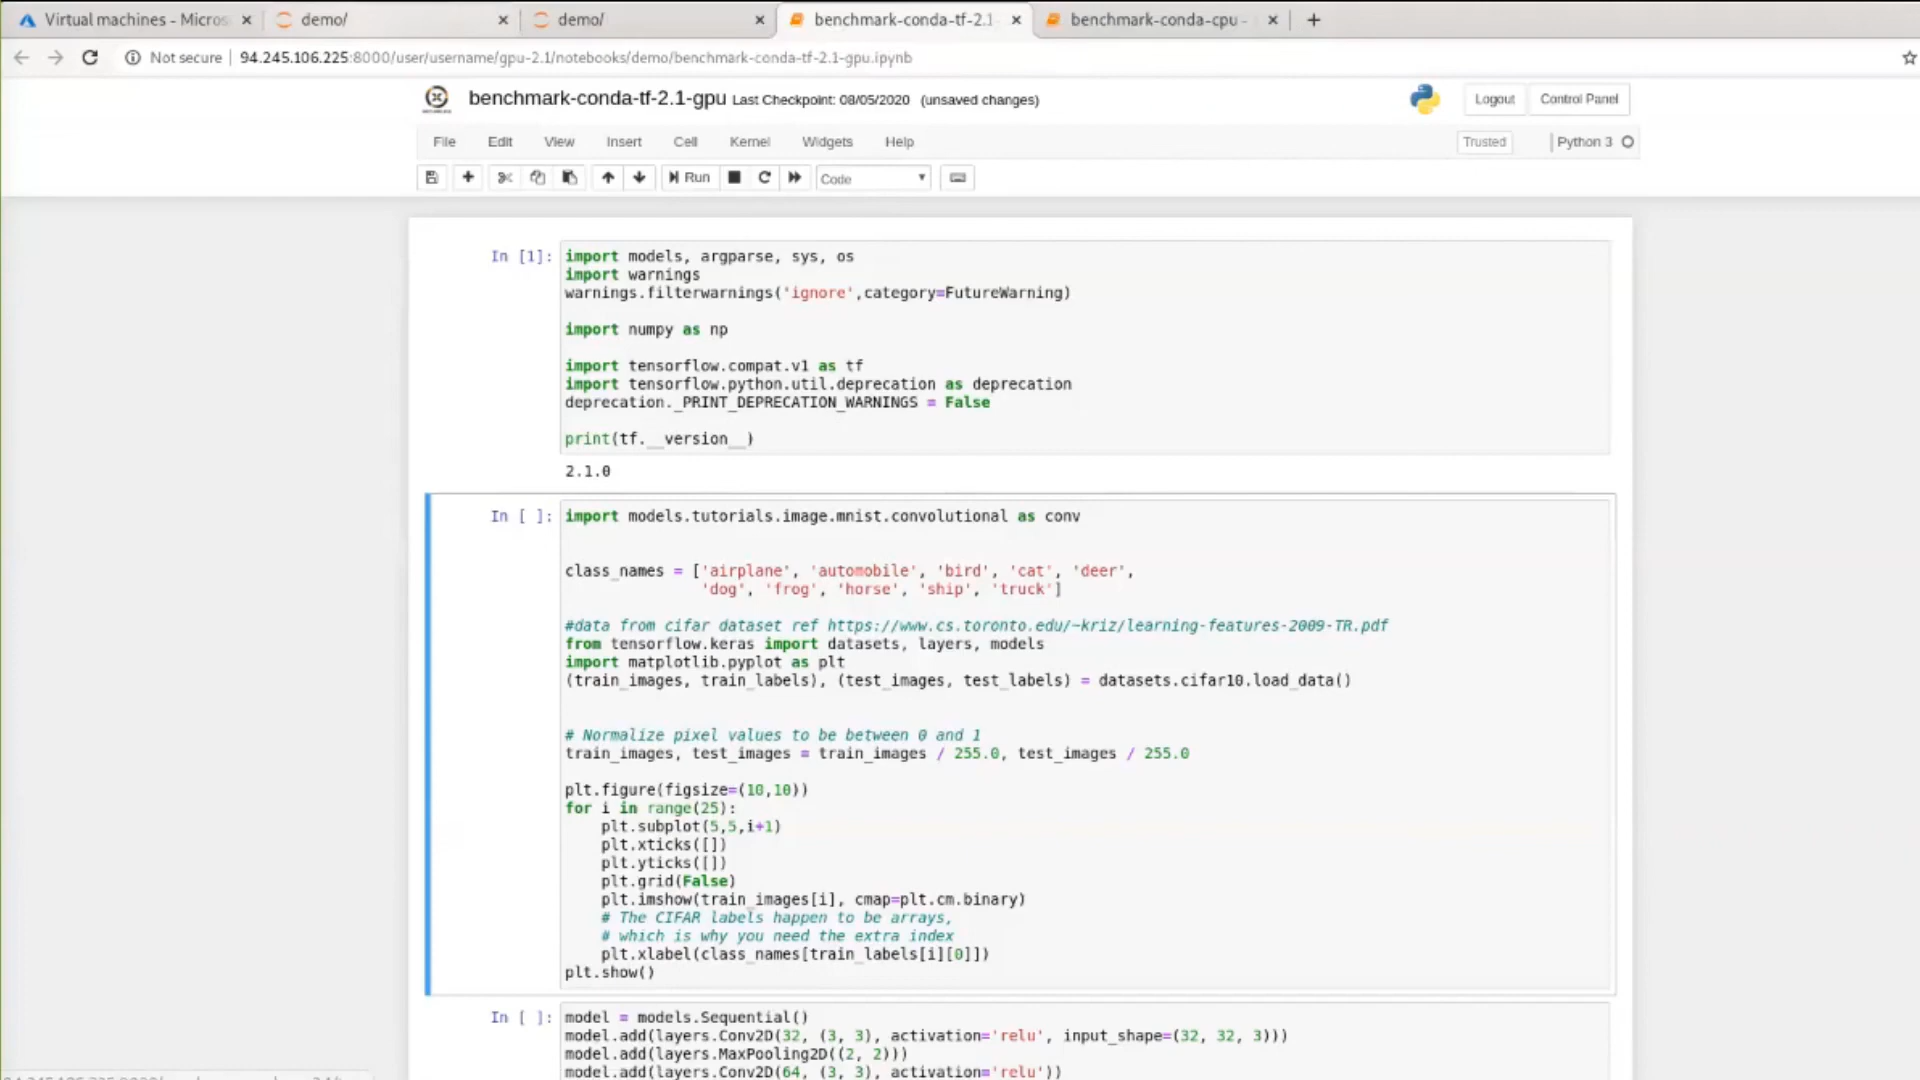 Virtual machines - Micros
demo/
demo/
benchmark-conda-tf-2.1
benchmark-conda-cpu -
Not secure | 94.245.106.225:8000/user/username/gpu-2.1/notebooks/demo/benchmark-conda-tf-2.1-gpu.ipynb
benchmark-conda-tf-2.1-gpu Last Checkpoint: 08/05/2020 (unsaved changes)
Logout Control Panel
File Edit View Insert Cell Kernel Widgets Help
Trusted | Python 3
Run Code
In [1]: import models, argparse, sys, os
import warnings
warnings.filterwarnings('ignore',category=FutureWarning)
import numpy as np
import tensorflow.compat.v1 as tf
import tensorflow.python.util.deprecation as deprecation
deprecation._PRINT_DEPRECATION_WARNINGS = False
print(tf.__version__)
2.1.0
In [ ]: import models.tutorials.image.mnist.convolutional as conv
class_names = ['airplane', 'automobile', 'bird', 'cat', 'deer',
'dog', 'frog', 'horse', 'ship', 'truck']
#data from cifar dataset ref https://www.cs.toronto.edu/~kriz/learning-features-2009-TR.pdf
from tensorflow.keras import datasets, layers, models
import matplotlib.pyplot as plt
(train_images, train_labels), (test_images, test_labels) = datasets.cifar10.load_data()
# Normalize pixel values to be between 0 and 1
train_images, test_images = train_images / 255.0, test_images / 255.0
plt.figure(figsize=(10,10))
for i in range(25):
plt.subplot(5,5,i+1)
plt.xticks([])
plt.yticks([])
plt.grid(False)
plt.imshow(train_images[i], cmap=plt.cm.binary)
# The CIFAR labels happen to be arrays,
# which is why you need the extra index
plt.xlabel(class_names[train_labels[i][0]])
plt.show()
In [ ]: model = models.Sequential()
model.add(layers.Conv2D(32, (3, 3), activation='relu', input_shape=(32, 32, 3)))
model.add(layers.MaxPooling2D((2, 2)))
model.add(layers.Conv2D(64, (3, 3), activation='relu'))